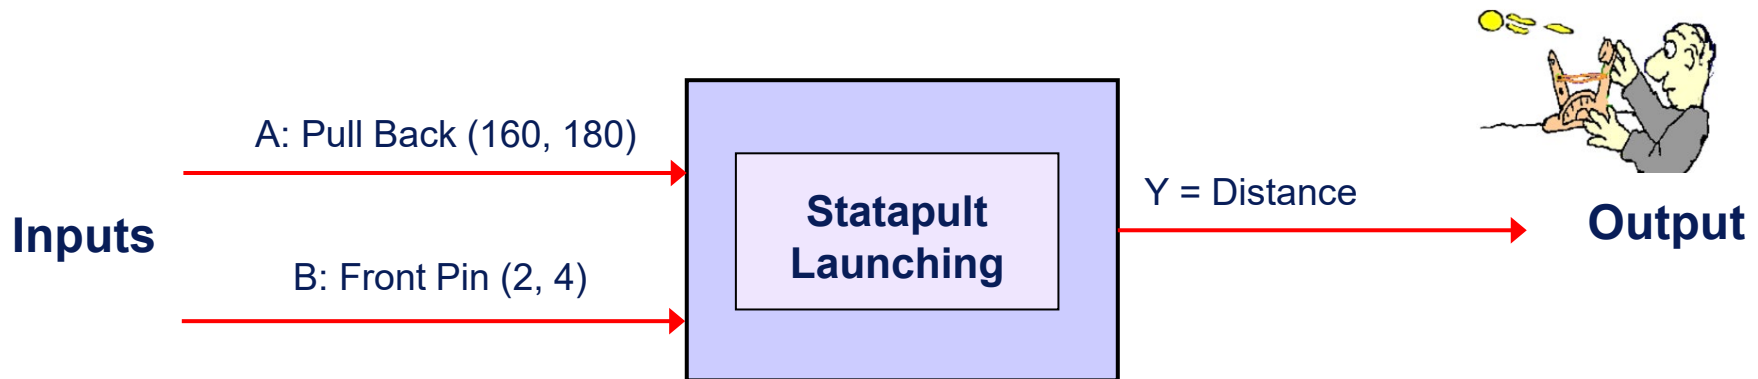 A: Pull Back (160, 180)
Inputs
B: Front Pin (2, 4)
Statapult
Launching
Y = Distance
Output